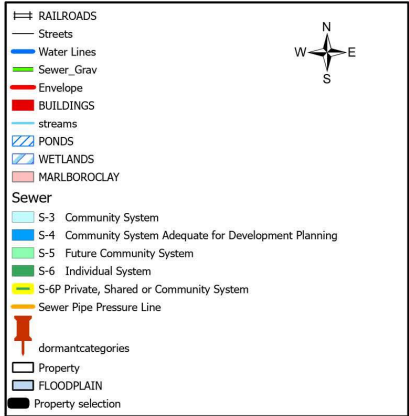 RAILROADS
N
Streets
Water Lines
W E
Sewer_Grav
S
Envelope
BUILDINGS
streams
PONDS
WETLANDS
MARLBOROCLAY
Sewer
S-3 Community System
S-4 Community System Adequate for Development Planning
S-5 Future Community System
S-6 Individual System
S-6P Private, Shared or Community System
Sewer Pipe Pressure Line
dormantcategories
Property
FLOODPLAIN
Property selection